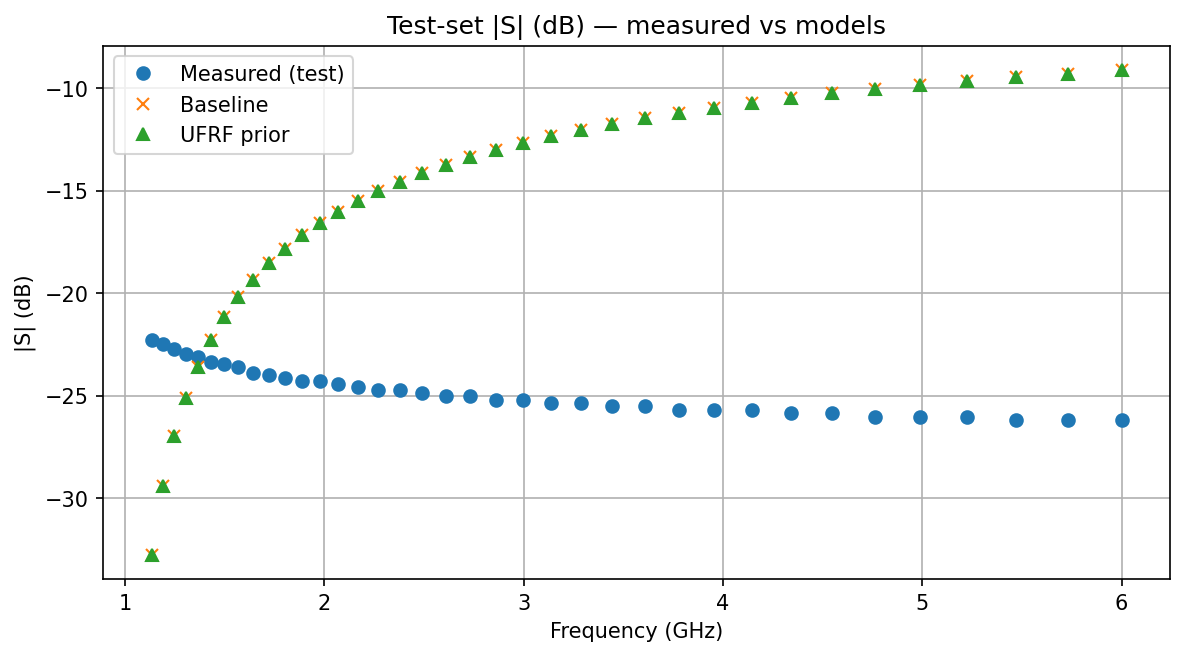 Test-set |S| (dB) — measured vs models
Measured (test)
Baseline
UFRF prior
−10
−15
−20
−25
−30
|S| (dB)
1 2 3 4 5 6
Frequency (GHz)